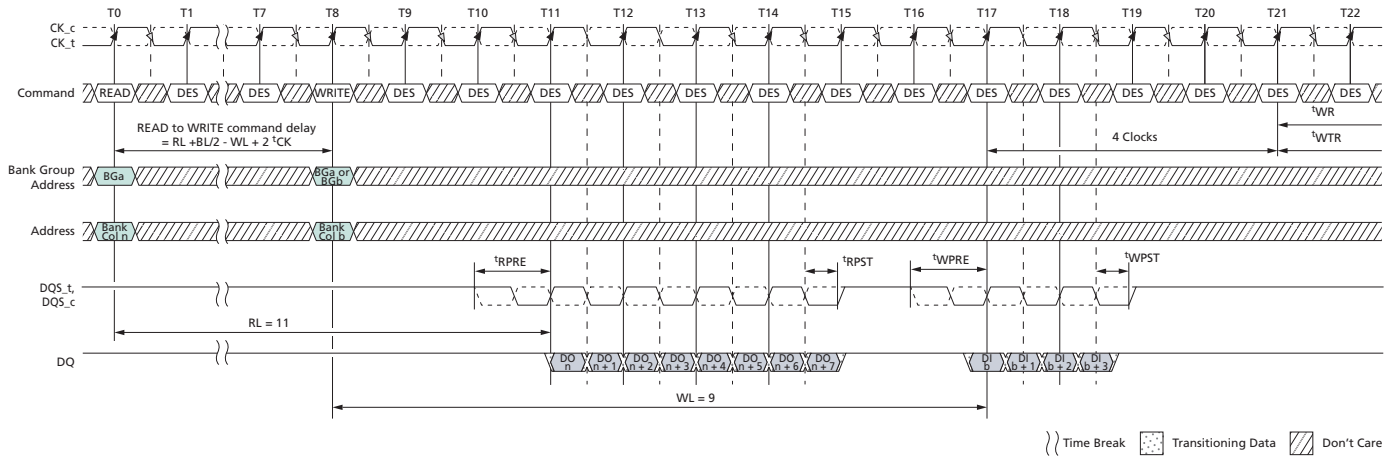 T0 T1 T7 T8 T9 T10 T11 T12 T13 T14 T15 T16 T17 T18 T19 T20 T21 T22
CK_c
CK_t
Command READ DES DES WRITE DES DES DES DES DES DES DES DES DES DES DES DES DES DES
tWR
READ to WRITE command delay
= RL +BL/2 - WL + 2 tCK
4 Clocks
tWTR
Bank Group
Address
BGa
BGa or
BGb
Address
Bank
Col n
Bank
Col b
tRPRE tRPST tWPRE tWPST
DQS_t,
DQS_c
RL = 11
DQ
DO
n
DO
n + 1
DO
n + 2
DO
n + 3
DO
n + 4
DO
n + 5
DO
n + 6
DO
n + 7
DI
b
DI
b + 1
DI
b + 2
DI
b + 3
WL = 9
Time Break Transitioning Data Don't Care